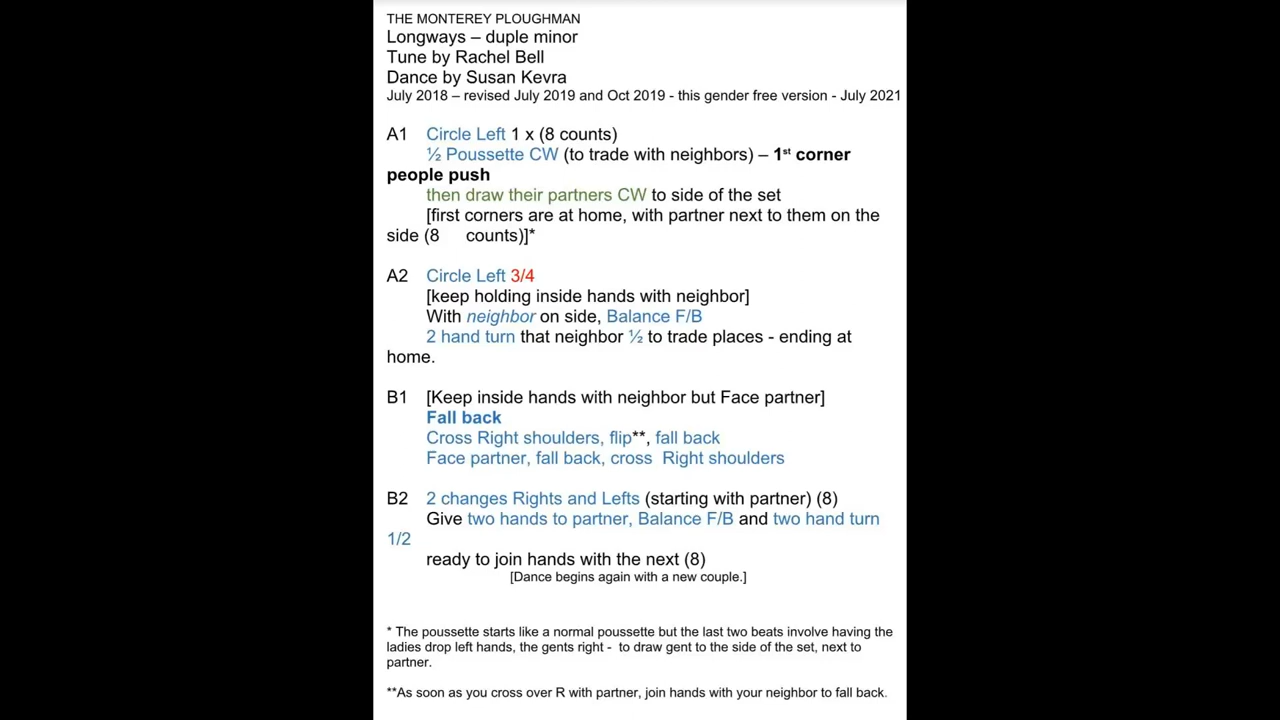 THE MONTEREY PLOUGHMAN
Longways – duple minor
Tune by Rachel Bell
Dance by Susan Kevra
July 2018 – revised July 2019 and Oct 2019 - this gender free version - July 2021
A1 Circle Left 1 x (8 counts)
½ Poussette CW (to trade with neighbors) – 1st corner
people push
then draw their partners CW to side of the set
[first corners are at home, with partner next to them on the
side (8 counts)]*
A2 Circle Left 3/4
[keep holding inside hands with neighbor]
With neighbor on side, Balance F/B
2 hand turn that neighbor ½ to trade places - ending at
home.
B1 [Keep inside hands with neighbor but Face partner]
Fall back
Cross Right shoulders, flip**, fall back
Face partner, fall back, cross Right shoulders
B2 2 changes Rights and Lefts (starting with partner) (8)
Give two hands to partner, Balance F/B and two hand turn
1/2
ready to join hands with the next (8)
[Dance begins again with a new couple.]
* The poussette starts like a normal poussette but the last two beats involve having the
ladies drop left hands, the gents right - to draw gent to the side of the set, next to
partner.
**As soon as you cross over R with partner, join hands with your neighbor to fall back.